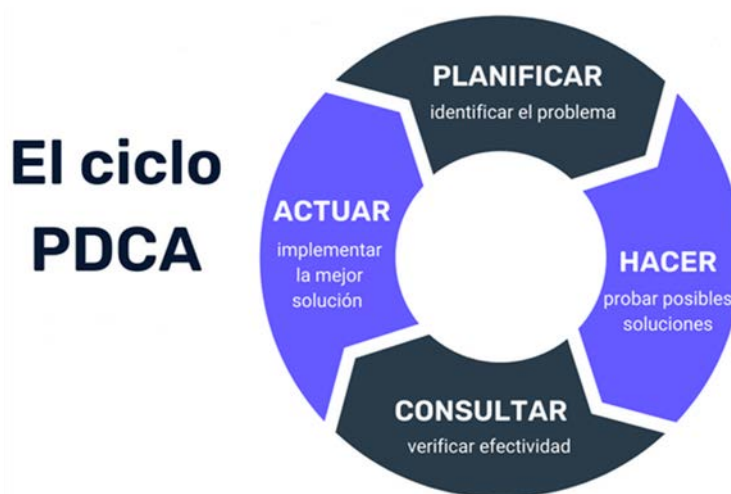 El ciclo
PDCA
PLANIFICAR
identificar el problema
HACER
probar posibles
soluciones
CONSULTAR
verificar efectividad
ACTUAR
implementar
la mejor
solución